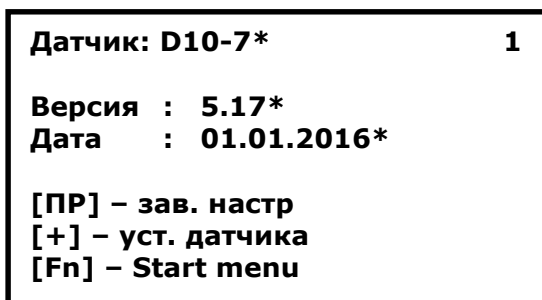 Датчик: D10-7* 1
Версия : 5.17*
Дата : 01.01.2016*
[ПР] – зав. настр
[+] – уст. датчика
[Fn] – Start menu